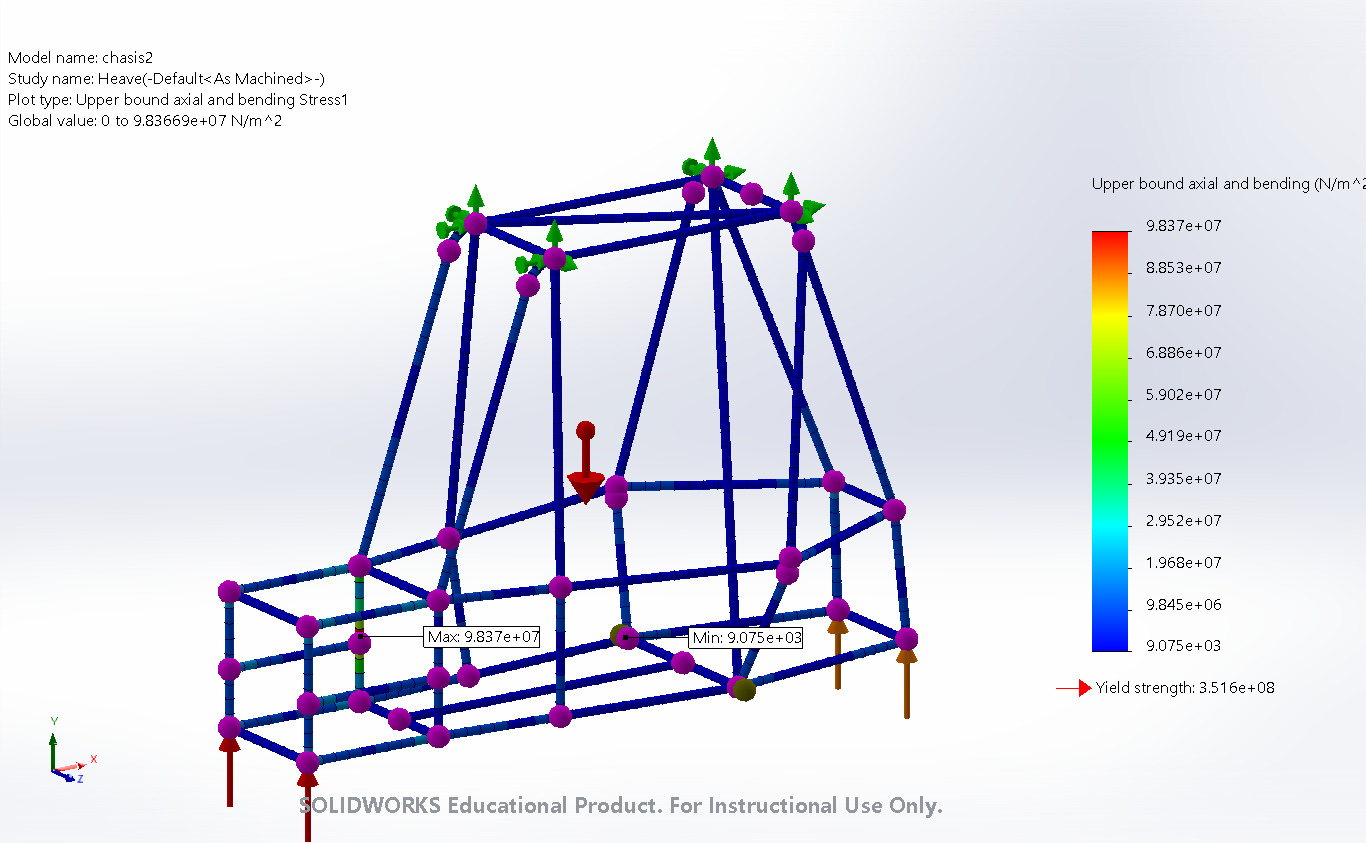 Model name: chasis2
Study name: Heave(-Default<As Machined>-)
Plot type: Upper bound axial and bending Stress1
Global value: 0 to 9.83669e+07 N/m^2
Upper bound axial and bending (N/m^2
9.837e+07
8.853e+07
7.870e+07
6.886e+07
5.902e+07
4.919e+07
3.935e+07
2.952e+07
1.968e+07
9.845e+06
9.075e+03
Yield strength: 3.516e+08
Max: 9.837e+07
Min: 9.075e+03
Y
X
Z
SOLIDWORKS Educational Product. For Instructional Use Only.